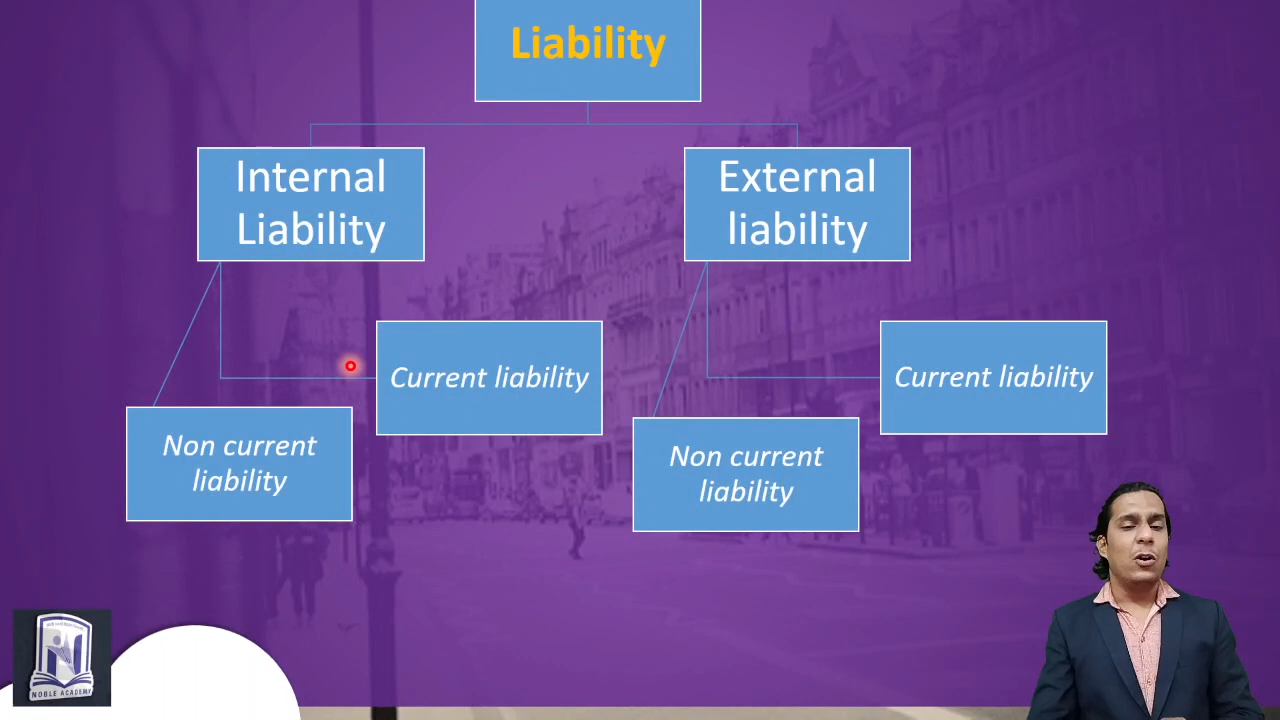 Liability
Internal
Liability
External
liability
Current liability
Current liability
Non current
liability
Non current
liability
NOBLE ACADEMY